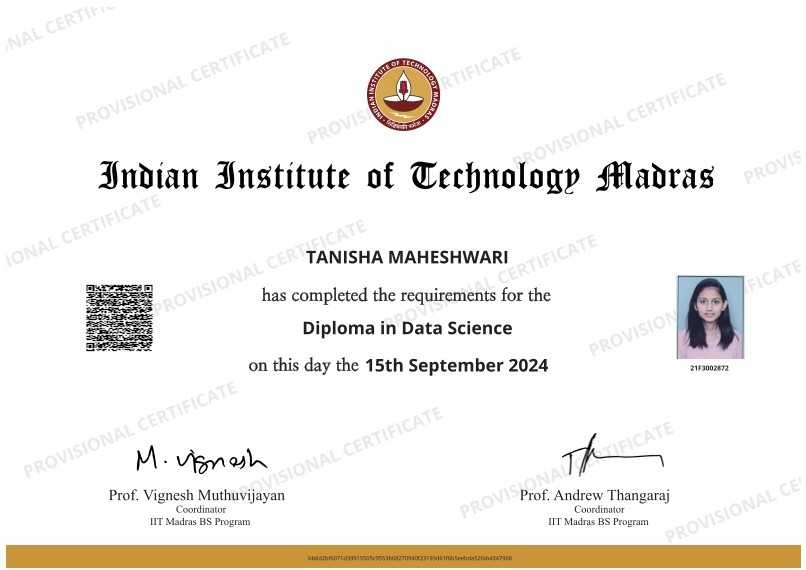 INDIAN INSTITUTE OF TECHNOLOGY MADRAS
Indian Institute of Technology Madras
TANISHA MAHESHWARI
has completed the requirements for the
Diploma in Data Science
on this day the 15th September 2024
21F3002872
M. Vignesh
Prof. Vignesh Muthuvijayan
Coordinator
IIT Madras BS Program
Prof. Andrew Thangaraj
Coordinator
IIT Madras BS Program
PROVISIONAL CERTIFICATE